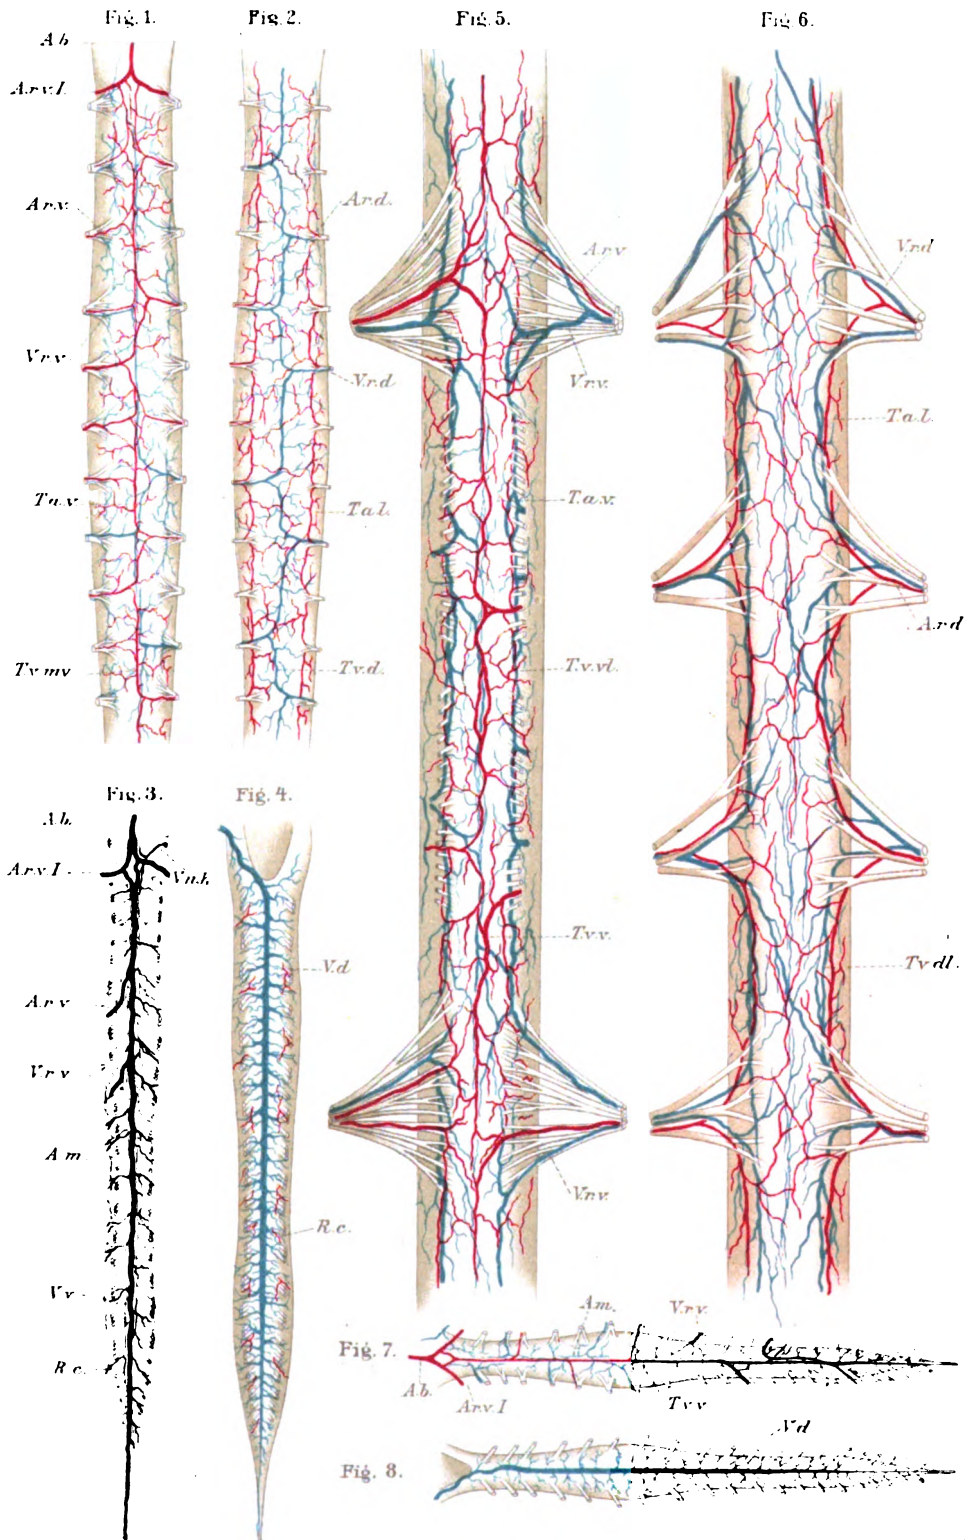 Fig. 1.
Fig. 2.
Fig. 5.
Fig. 6.
A.b
A.r.v.I.
A.r.v.
V.r.v.
T.a.v
T.v.mv
A.r.d.
V.r.d
T.a.l.
T.v.d.
A.r.v
V.r.v.
T.a.v.
T.v.vl.
T.v.v.
V.r.v.
V.r.d
T.a.l.
A.r.d
T.v.dl.
Fig. 3.
Fig. 4.
A.b.
A.r.v.I
V.n.h
A.r.v
V.r.v
A.m.
V.v
R.c.
V.d
R.c.
Fig. 7.
A.m.
V.r.v.
A.b.
A.r.v.I
T.v.v
Fig. 8.
V.d